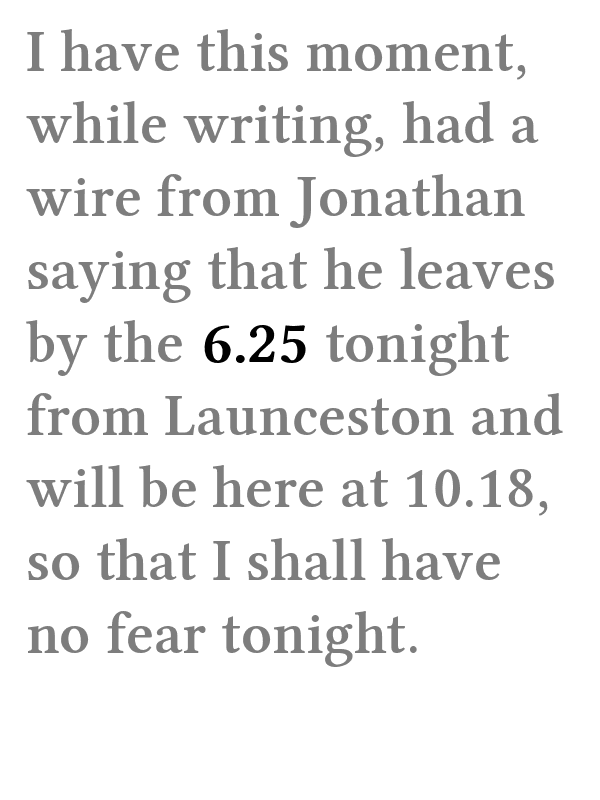 I have this moment,
while writing, had a
wire from Jonathan
saying that he leaves
by the 6.25 tonight
from Launceston and
will be here at 10.18,
so that I shall have
no fear tonight.